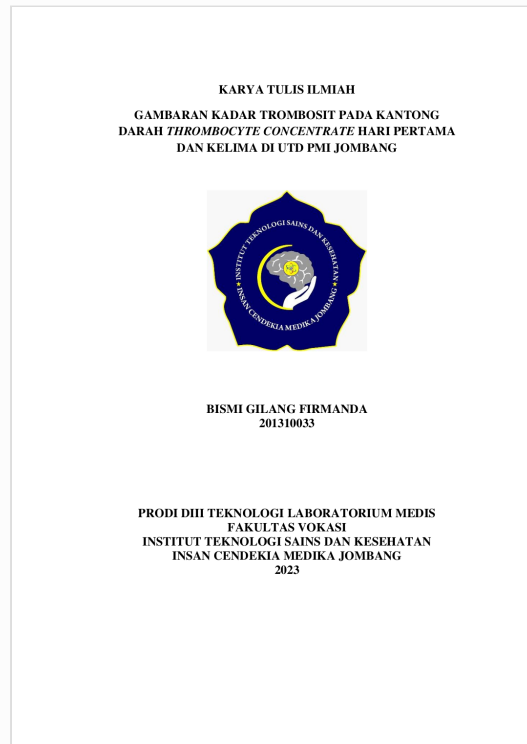 KARYA TULIS ILMIAH
GAMBARAN KADAR TROMBOSIT PADA KANTONG
DARAH THROMBOCYTE CONCENTRATE HARI PERTAMA
DAN KELIMA DI UTD PMI JOMBANG
INSTITUT TEKNOLOGI SAINS DAN KESEHATAN
INSAN CENDEKIA MEDIKA JOMBANG
BISMI GILANG FIRMANDA
201310033
PRODI DIII TEKNOLOGI LABORATORIUM MEDIS
FAKULTAS VOKASI
INSTITUT TEKNOLOGI SAINS DAN KESEHATAN
INSAN CENDEKIA MEDIKA JOMBANG
2023